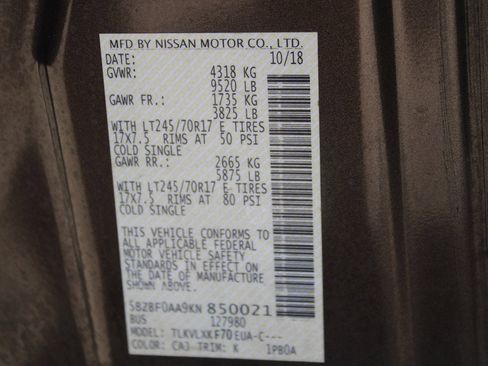 MFD BY NISSAN MOTOR CO., LTD.
DATE: 10/18
GVWR: 4318 KG
9520 LB
GAWR FR.: 1735 KG
3825 LB
WITH LT245/70R17 E TIRES
17X7.5 RIMS AT 50 PSI
COLD SINGLE
GAWR RR.: 2665 KG
5875 LB
WITH LT245/70R17 E TIRES
17X7.5 RIMS AT 80 PSI
COLD SINGLE
THIS VEHICLE CONFORMS TO
ALL APPLICABLE FEDERAL
MOTOR VEHICLE SAFETY
STANDARDS IN EFFECT ON
THE DATE OF MANUFACTURE
SHOWN ABOVE.
5BZBF0AA9KN 850021
BUS 127980
MODEL: TLKVLXKF70EUA-C---
COLOR: CAJ TRIM: K 1PB0A